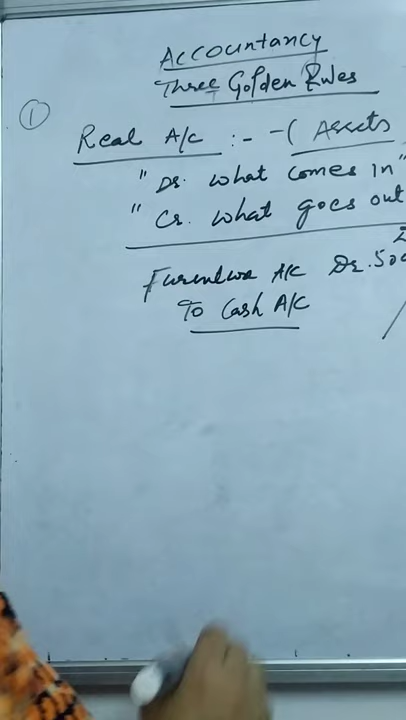 Accountancy
Three Golden Rules
① Real A/c :- -( Assets
" Dr. what comes in"
" Cr. what goes out
Furniture A/c Dr. 500
To Cash A/c